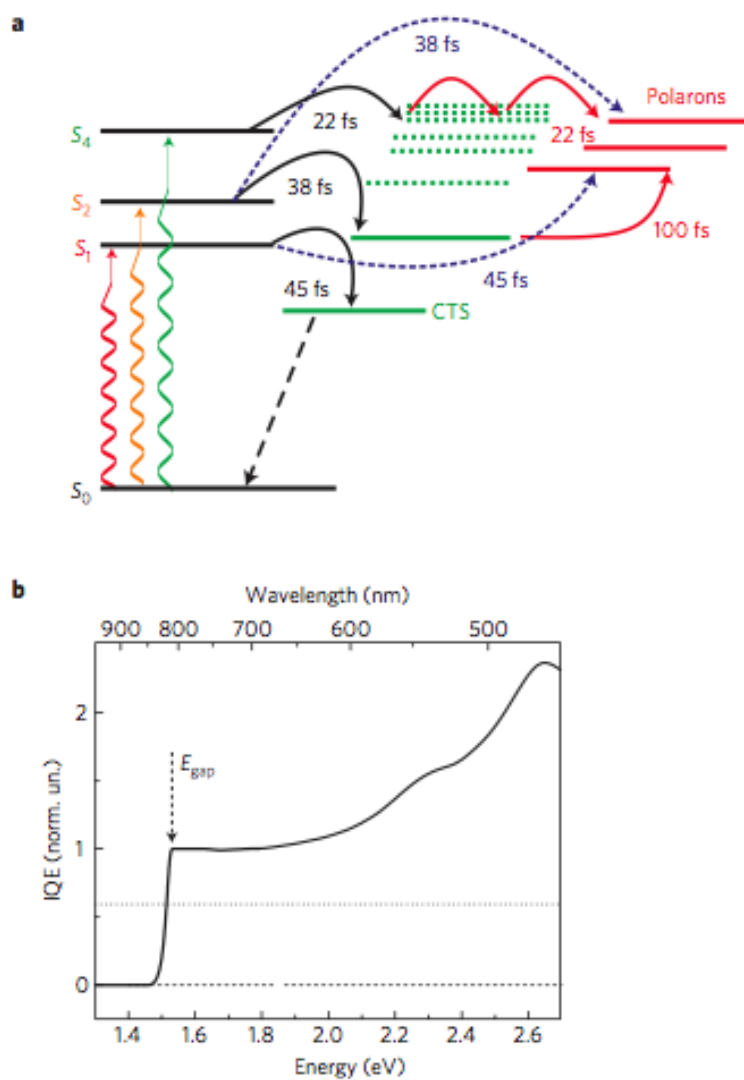 a
38 fs
Polarons
S4
22 fs
22 fs
S2
38 fs
S1
100 fs
45 fs
45 fs
CTS
S0
b
Wavelength (nm)
900 800 700 600 500
2
Egap
IQE (norm. un.)
1
0
1.4 1.6 1.8 2.0 2.2 2.4 2.6
Energy (eV)